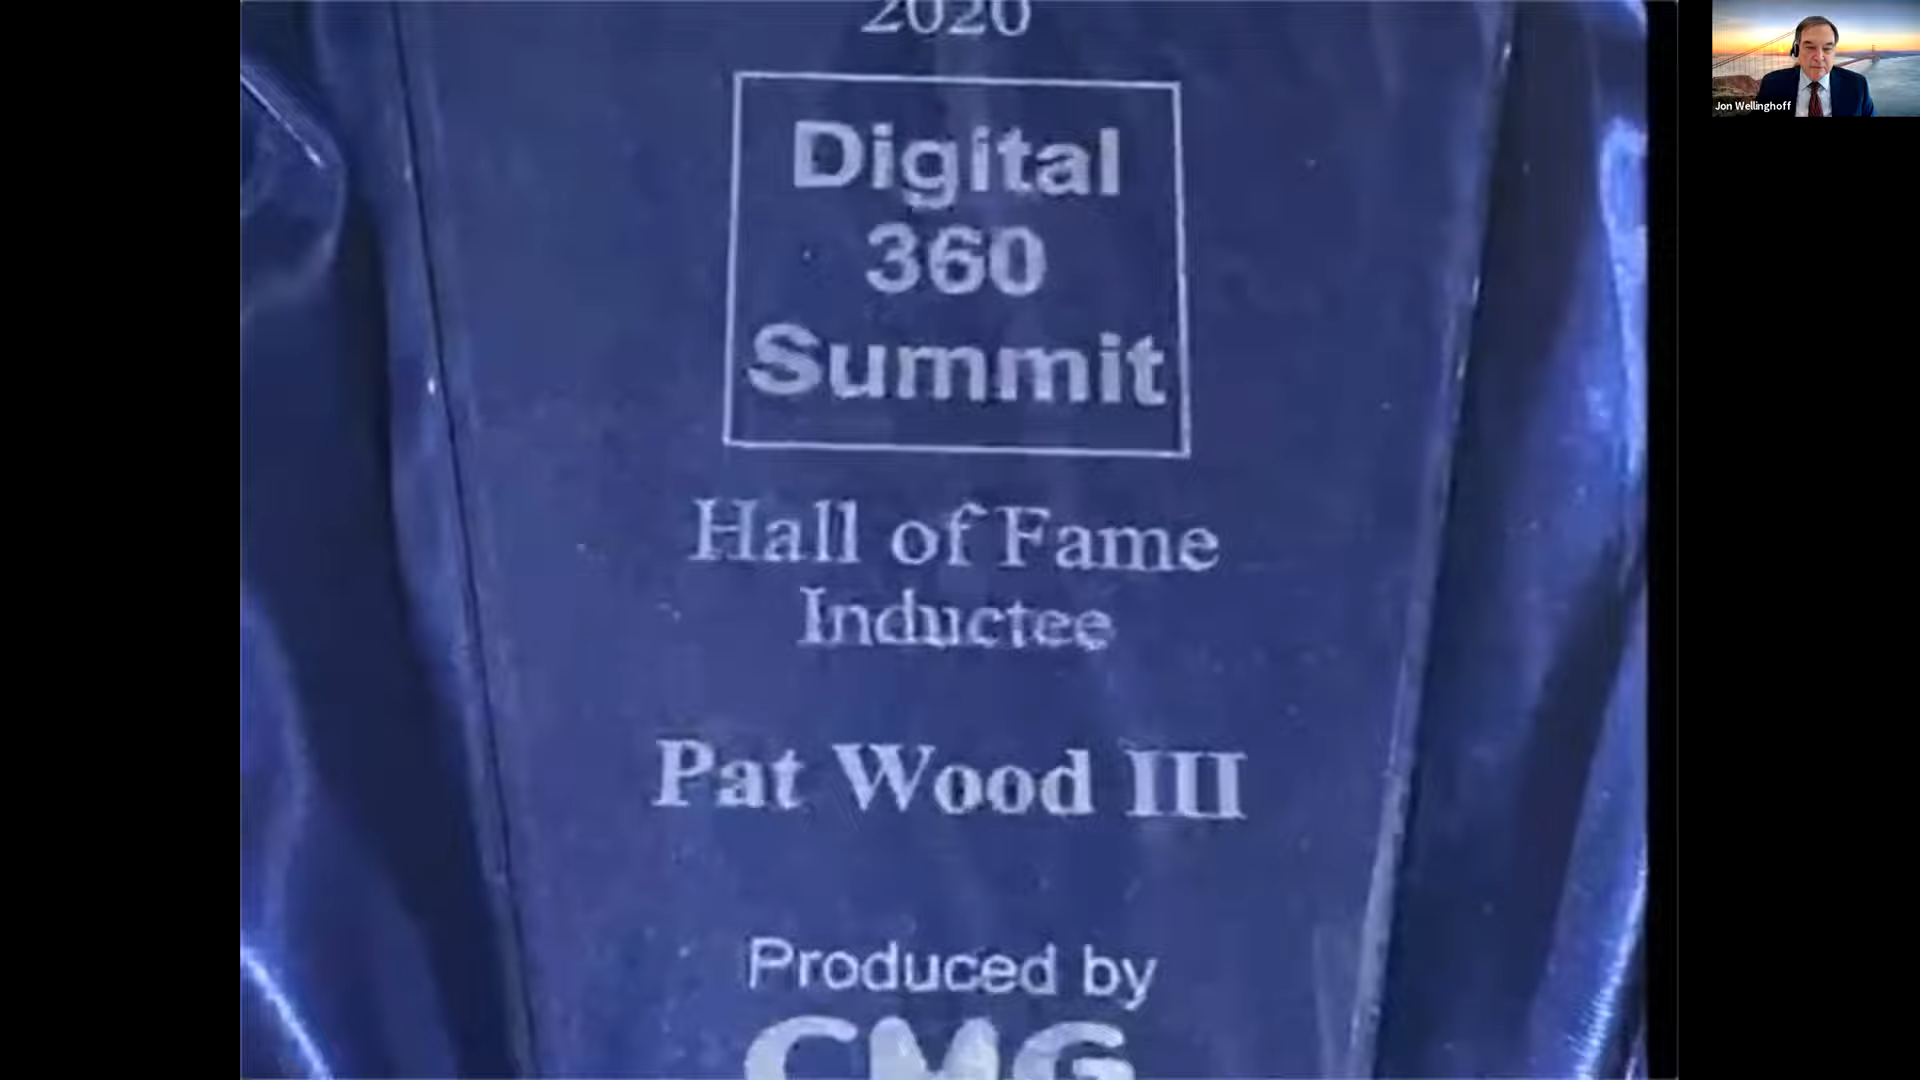 2020
Digital
360
Summit
Hall of Fame
Inductee
Pat Wood III
Produced by
CMG
Jon Wellinghoff